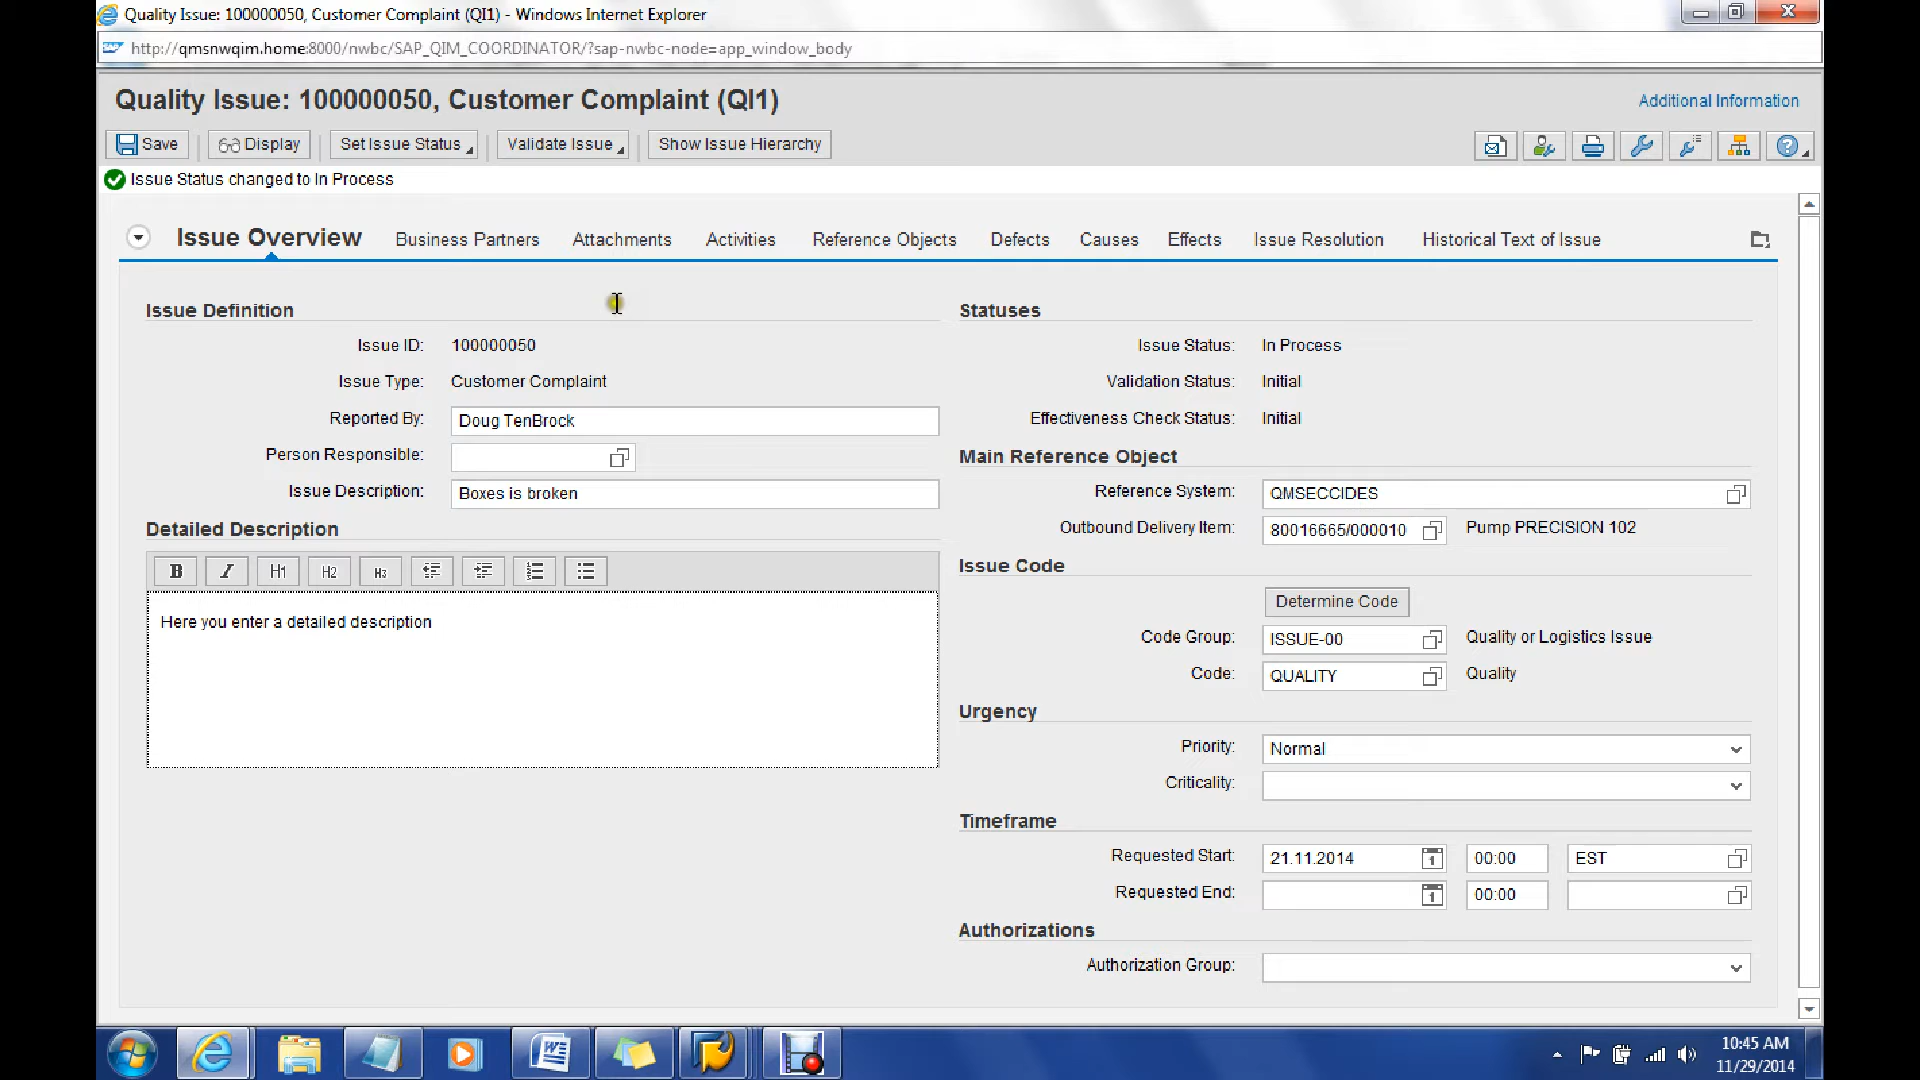 Quality Issue: 100000050, Customer Complaint (QI1) - Windows Internet Explorer
http://qmsnwqim.home:8000/nwbc/SAP_QIM_COORDINATOR/?sap-nwbc-node=app_window_body
Quality Issue: 100000050, Customer Complaint (QI1)
Additional Information
Save Display Set Issue Status Validate Issue Show Issue Hierarchy
Issue Status changed to In Process
Issue Overview Business Partners Attachments Activities Reference Objects Defects Causes Effects Issue Resolution Historical Text of Issue
Issue Definition
Issue ID: 100000050
Issue Type: Customer Complaint
Reported By: Doug TenBrock
Person Responsible:
Issue Description: Boxes is broken
Detailed Description
B I H1 H2 H3
Here you enter a detailed description
Statuses
Issue Status: In Process
Validation Status: Initial
Effectiveness Check Status: Initial
Main Reference Object
Reference System: QMSECCIDES
Outbound Delivery Item: 80016665/000010 Pump PRECISION 102
Issue Code
Determine Code
Code Group: ISSUE-00 Quality or Logistics Issue
Code: QUALITY Quality
Urgency
Priority: Normal
Criticality:
Timeframe
Requested Start: 21.11.2014 00:00 EST
Requested End: 00:00
Authorizations
Authorization Group:
10:45 AM
11/29/2014